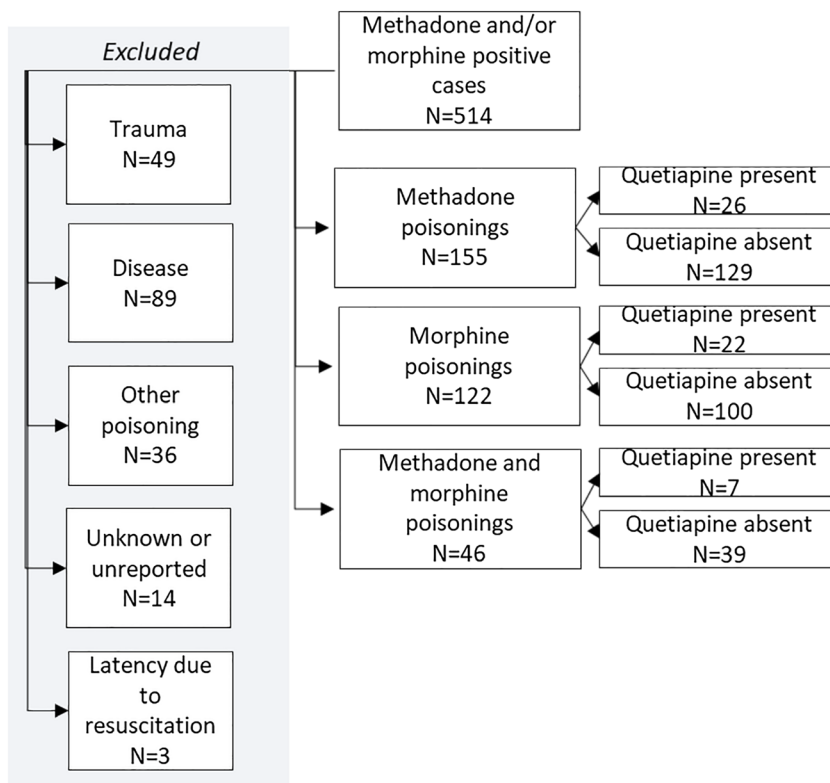 Excluded
Trauma
N=49
Disease
N=89
Other
poisoning
N=36
Unknown or
unreported
N=14
Latency due
to
resuscitation
N=3
Methadone and/or
morphine positive
cases
N=514
Methadone
poisonings
N=155
Quetiapine present
N=26
Quetiapine absent
N=129
Morphine
poisonings
N=122
Quetiapine present
N=22
Quetiapine absent
N=100
Methadone and
morphine
poisonings
N=46
Quetiapine present
N=7
Quetiapine absent
N=39